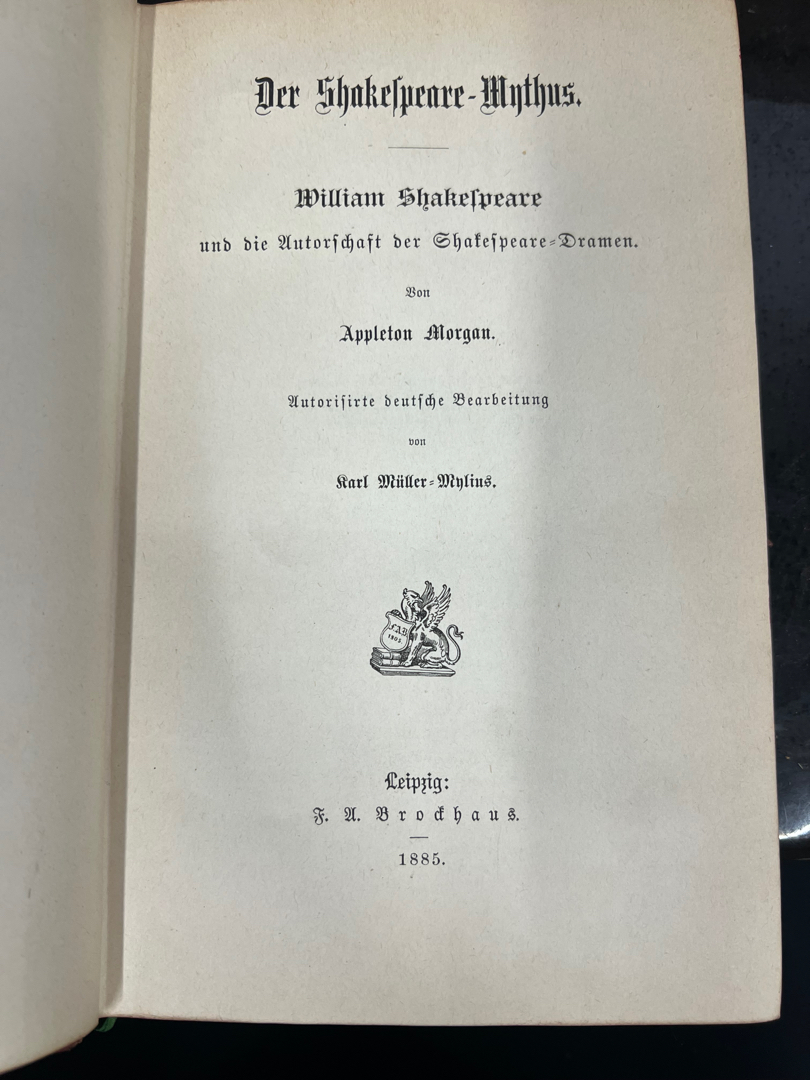 Der Shakeſpeare-Mythus.
William Shakeſpeare
und die Autorſchaft der Shakeſpeare-Dramen.
Von
Appleton Morgan.
Autoriſirte deutſche Bearbeitung
von
Karl Müller-Mylius.
F.A.B.
1805.
Leipzig:
F. A. Brockhaus.
1885.